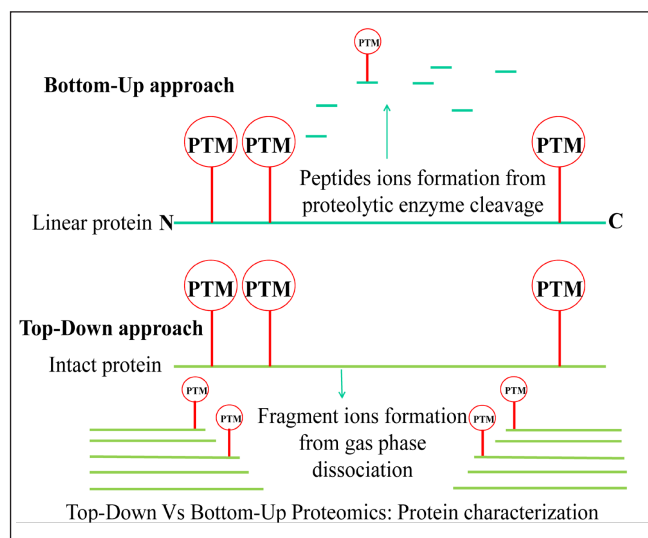 PTM
Bottom-Up approach
PTM PTM PTM
Peptides ions formation from
proteolytic enzyme cleavage
Linear protein N C
PTM PTM PTM
Top-Down approach
Intact protein
PTM PTM
Fragment ions formation
PTM PTM
from gas phase
dissociation
Top-Down Vs Bottom-Up Proteomics: Protein characterization